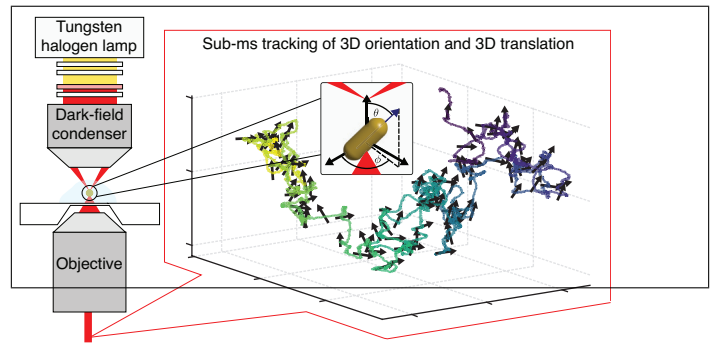 Tungsten
halogen lamp
Sub-ms tracking of 3D orientation and 3D translation
Dark-field
condenser
θ
ϕ
Objective